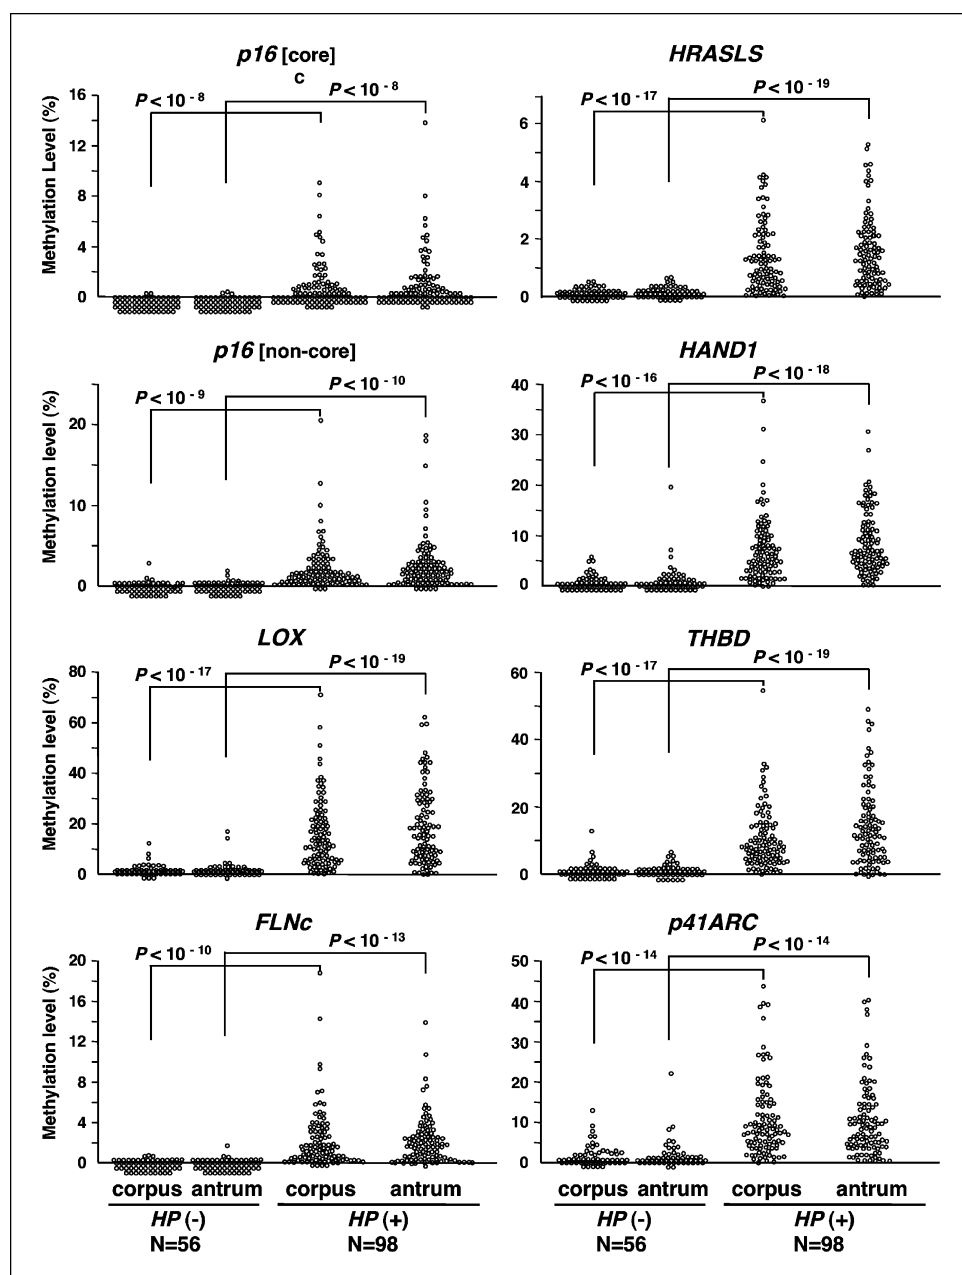 p16 [core]
c
P < 10 - 8
P < 10 - 8
Methylation Level (%)
16
12
8
4
0
HRASLS
P < 10 - 17
P < 10 - 19
6
4
2
0
p16 [non-core]
P < 10 - 9
P < 10 - 10
Methylation level (%)
20
10
0
HAND1
P < 10 - 16
P < 10 - 18
40
30
20
10
0
LOX
P < 10 - 17
P < 10 - 19
Methylation level (%)
80
60
40
20
0
THBD
P < 10 - 17
P < 10 - 19
60
40
20
0
FLNc
P < 10 - 10
P < 10 - 13
Methylation level (%)
20
16
12
8
4
0
corpus antrum corpus antrum
HP (-) HP (+)
N=56 N=98
p41ARC
P < 10 - 14
P < 10 - 14
50
40
30
20
10
0
corpus antrum corpus antrum
HP (-) HP (+)
N=56 N=98